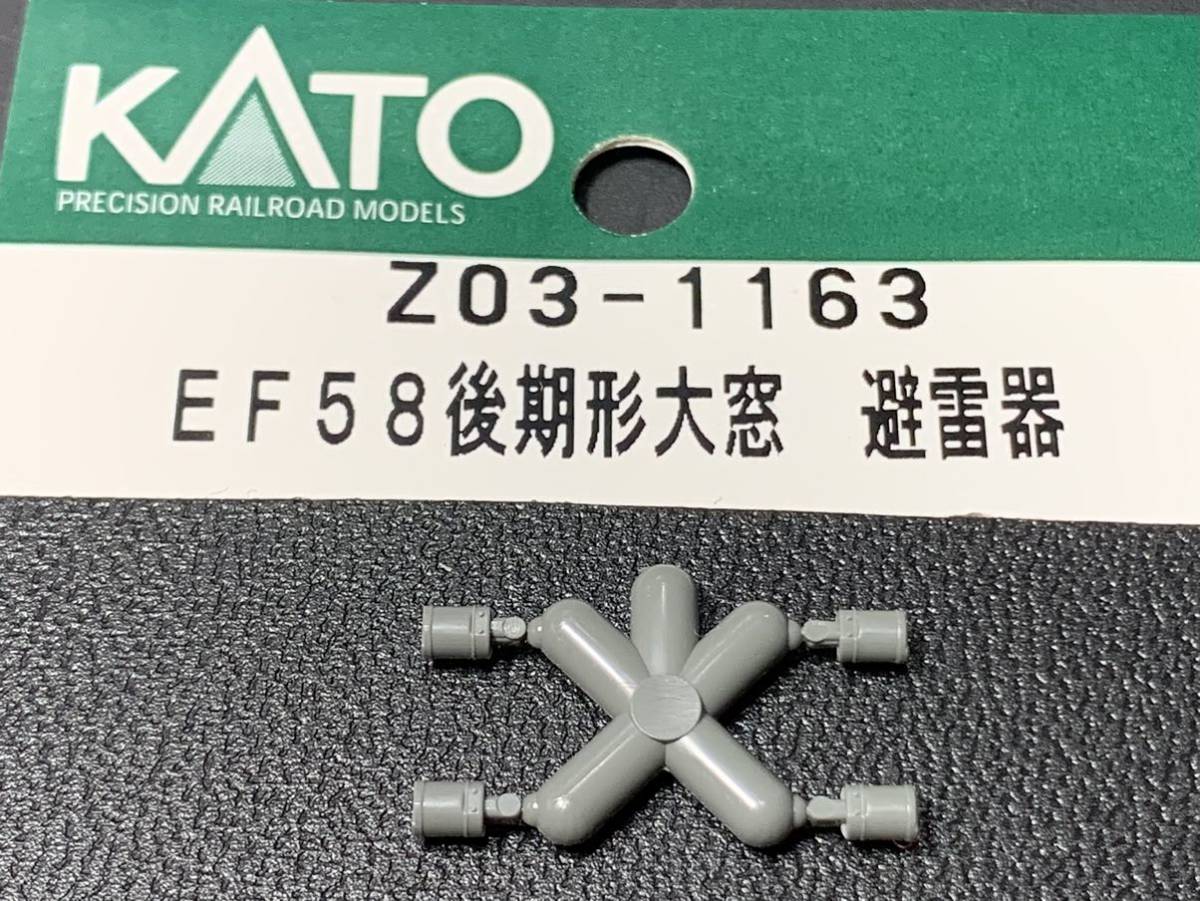 KATO
PRECISION RAILROAD MODELS
Z03-1163
EF58後期形大窓　避雷器